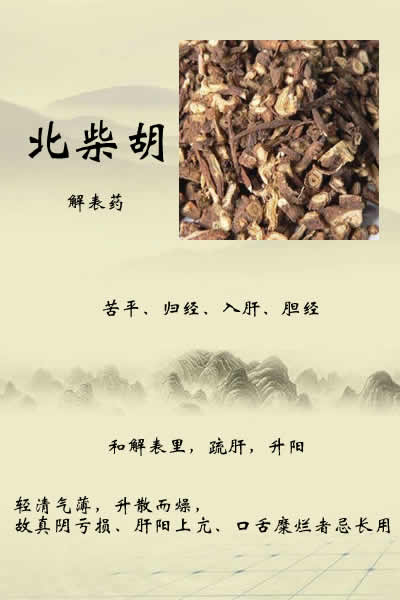 北柴胡
解表药
苦平、归经、入肝、胆经
和解表里，疏肝，升阳
轻清气薄，升散而燥，
故真阴亏损、肝阳上亢、口舌糜烂者忌长用